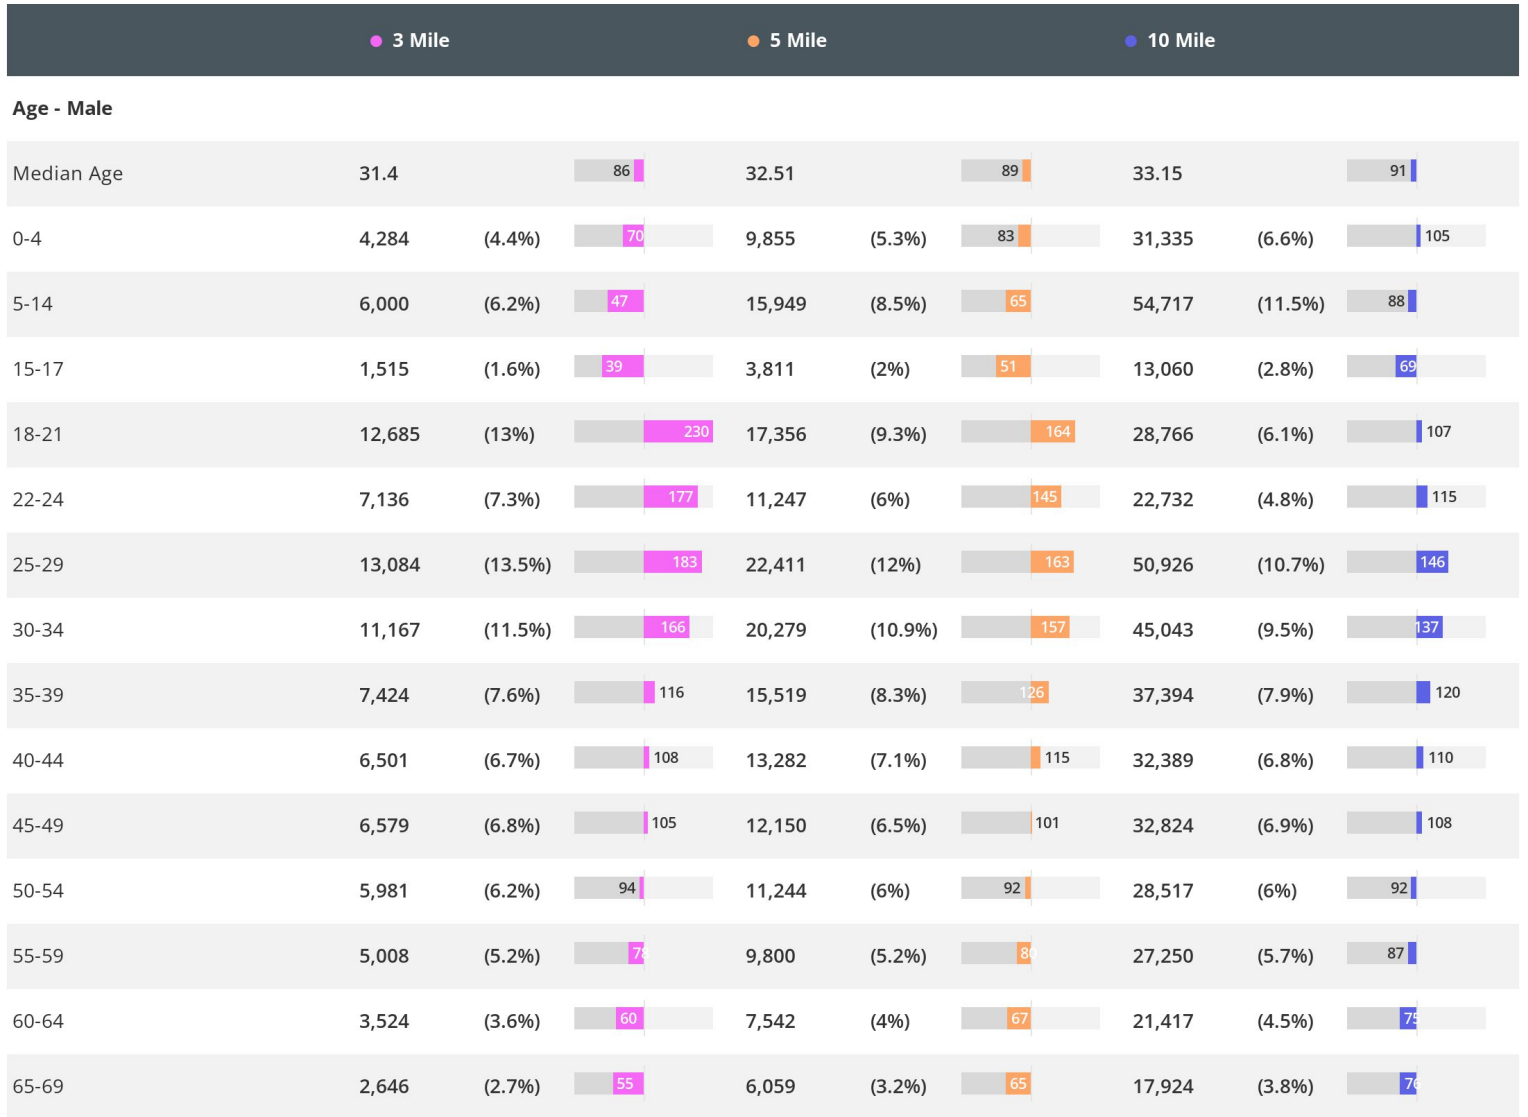 3 Mile 5 Mile 10 Mile
Age - Male
Median Age 31.4 86 32.51 89 33.15 91
0-4 4,284 (4.4%) 70 9,855 (5.3%) 83 31,335 (6.6%) 105
5-14 6,000 (6.2%) 47 15,949 (8.5%) 65 54,717 (11.5%) 88
15-17 1,515 (1.6%) 39 3,811 (2%) 51 13,060 (2.8%) 69
18-21 12,685 (13%) 230 17,356 (9.3%) 164 28,766 (6.1%) 107
22-24 7,136 (7.3%) 177 11,247 (6%) 145 22,732 (4.8%) 115
25-29 13,084 (13.5%) 183 22,411 (12%) 163 50,926 (10.7%) 146
30-34 11,167 (11.5%) 166 20,279 (10.9%) 157 45,043 (9.5%) 137
35-39 7,424 (7.6%) 116 15,519 (8.3%) 126 37,394 (7.9%) 120
40-44 6,501 (6.7%) 108 13,282 (7.1%) 115 32,389 (6.8%) 110
45-49 6,579 (6.8%) 105 12,150 (6.5%) 101 32,824 (6.9%) 108
50-54 5,981 (6.2%) 94 11,244 (6%) 92 28,517 (6%) 92
55-59 5,008 (5.2%) 78 9,800 (5.2%) 80 27,250 (5.7%) 87
60-64 3,524 (3.6%) 60 7,542 (4%) 67 21,417 (4.5%) 75
65-69 2,646 (2.7%) 55 6,059 (3.2%) 65 17,924 (3.8%) 76